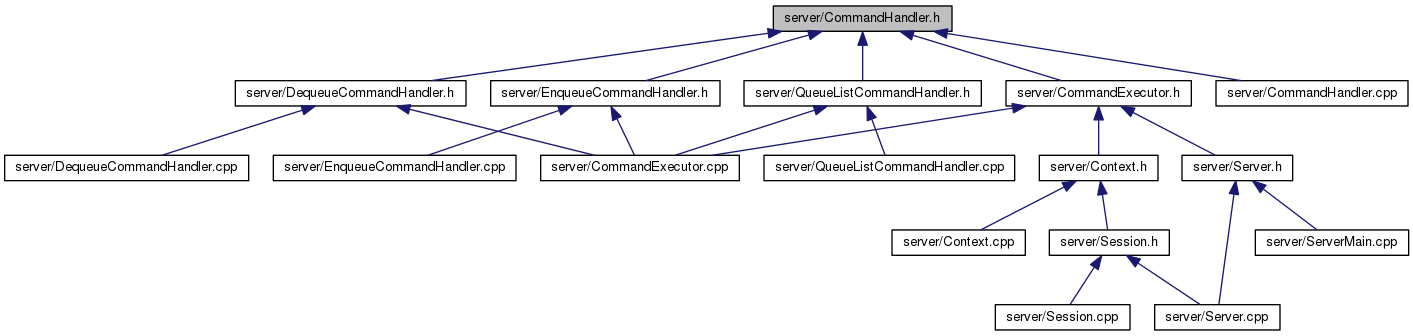 server/CommandHandler.h
server/DequeueCommandHandler.h
server/EnqueueCommandHandler.h
server/QueueListCommandHandler.h
server/CommandExecutor.h
server/CommandHandler.cpp
server/DequeueCommandHandler.cpp
server/EnqueueCommandHandler.cpp
server/CommandExecutor.cpp
server/QueueListCommandHandler.cpp
server/Context.h
server/Server.h
server/Context.cpp
server/Session.h
server/ServerMain.cpp
server/Session.cpp
server/Server.cpp